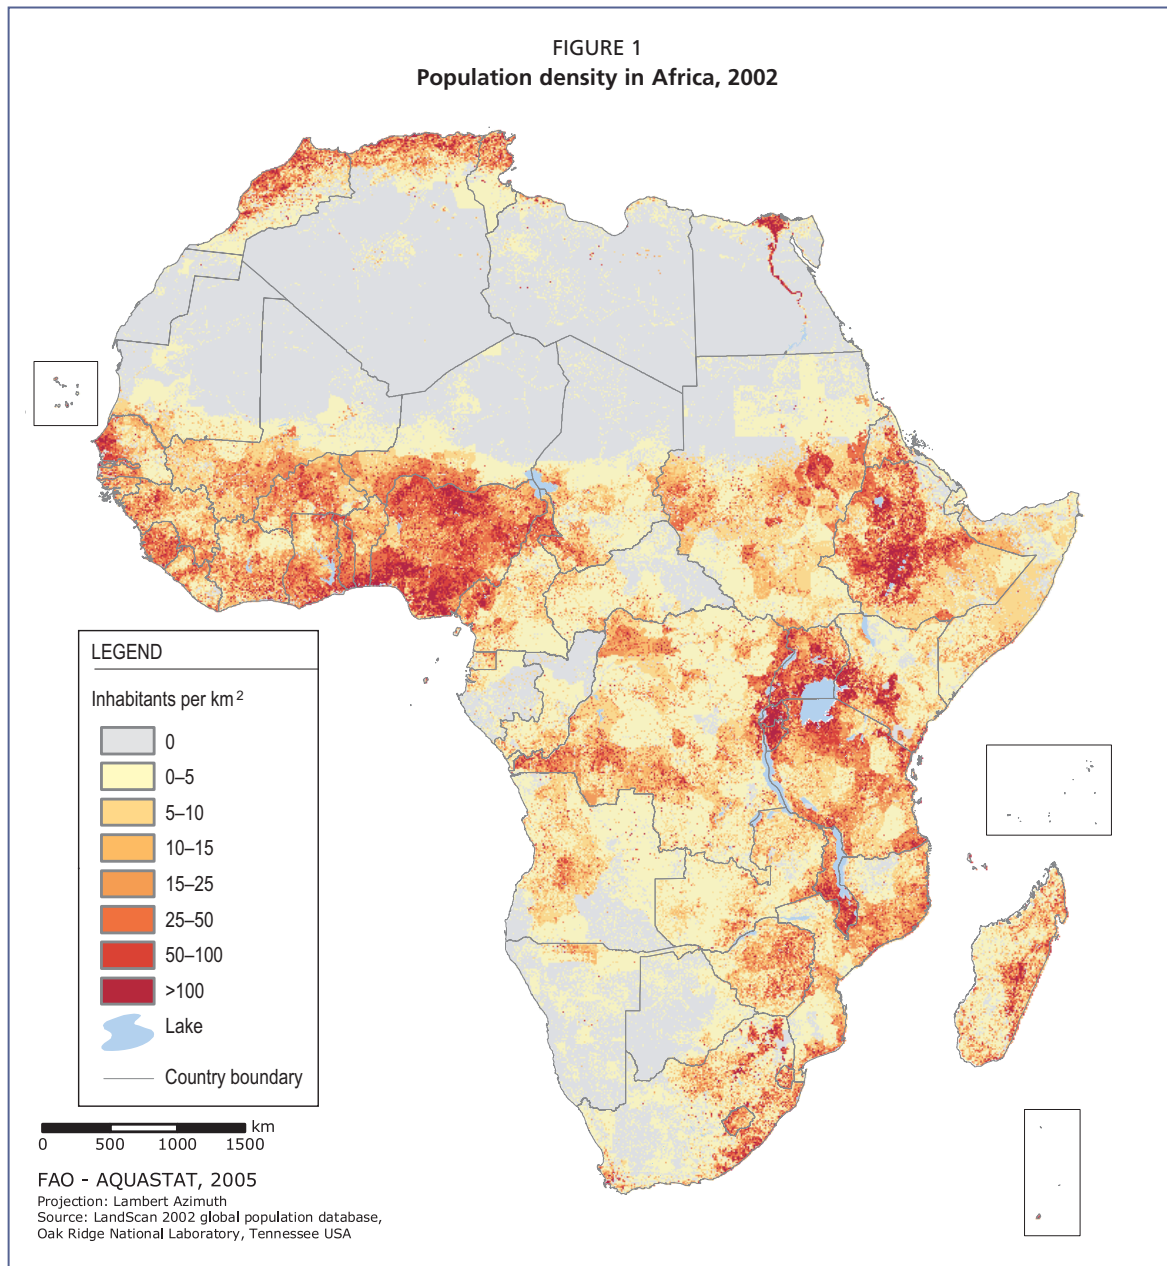 FIGURE 1
Population density in Africa, 2002
LEGEND
Inhabitants per km²
0
0–5
5–10
10–15
15–25
25–50
50–100
>100
Lake
Country boundary
km
0 500 1000 1500
FAO - AQUASTAT, 2005
Projection: Lambert Azimuth
Source: LandScan 2002 global population database,
Oak Ridge National Laboratory, Tennessee USA